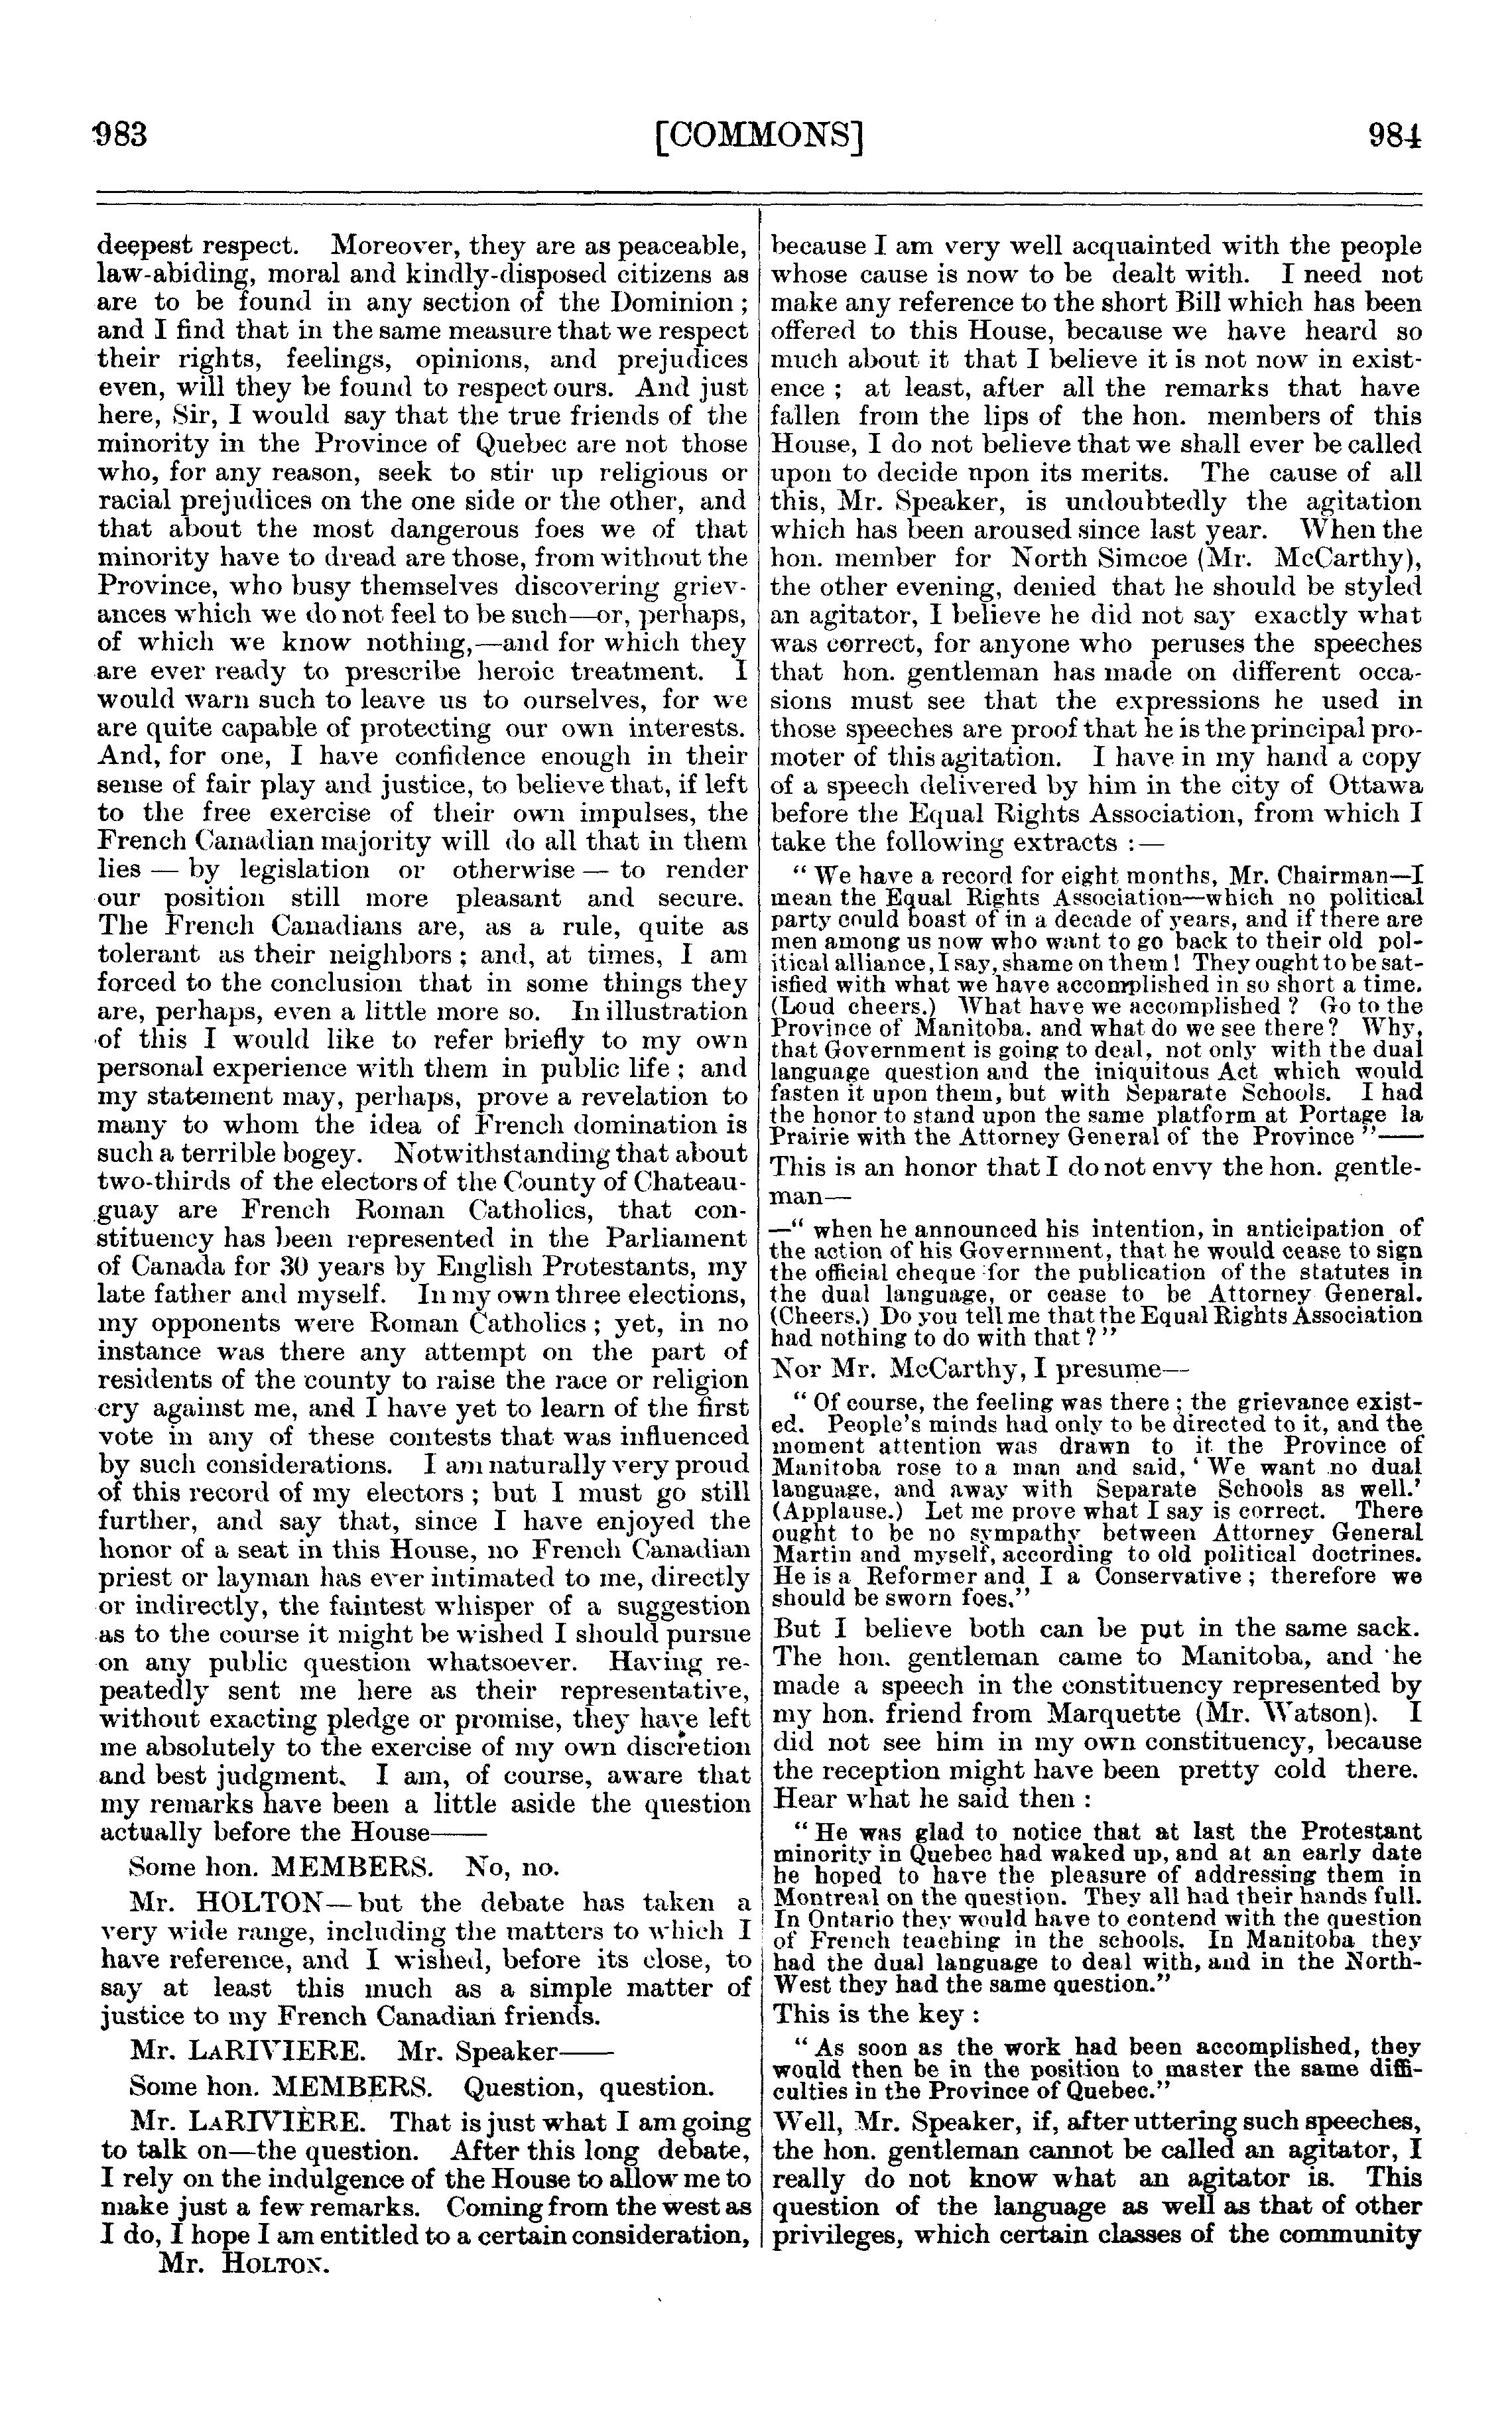 983
[COMMONS]
984
deepest respect. Moreover, they are as peaceable,
law-abiding, moral and kindly-disposed citizens as
are to be found in any section of the Dominion ;
and I find that in the same measure that we respect
their rights, feelings, opinions, and prejudices
even, will they be found to respect ours. And just
here, Sir, I would say that the true friends of the
minority in the Province of Quebec are not those
who, for any reason, seek to stir up religious or
racial prejudices on the one side or the other, and
that about the most dangerous foes we of that
minority have to dread are those, from without the
Province, who busy themselves discovering griev-
ances which we do not feel to be such—or, perhaps,
of which we know nothing,—and for which they
are ever ready to prescribe heroic treatment. I
would warn such to leave us to ourselves, for we
are quite capable of protecting our own interests.
And, for one, I have confidence enough in their
sense of fair play and justice, to believe that, if left
to the free exercise of their own impulses, the
French Canadian majority will do all that in them
lies — by legislation or otherwise — to render
our position still more pleasant and secure.
The French Canadians are, as a rule, quite as
tolerant as their neighbors ; and, at times, I am
forced to the conclusion that in some things they
are, perhaps, even a little more so. In illustration
of this I would like to refer briefly to my own
personal experience with them in public life ; and
my statement may, perhaps, prove a revelation to
many to whom the idea of French domination is
such a terrible bogey. Notwithstanding that about
two-thirds of the electors of the County of Chateau-
guay are French Roman Catholics, that con-
stituency has been represented in the Parliament
of Canada for 30 years by English Protestants, my
late father and myself. In my own three elections,
my opponents were Roman Catholics ; yet, in no
instance was there any attempt on the part of
residents of the county to raise the race or religion
cry against me, and I have yet to learn of the first
vote in any of these contests that was influenced
by such considerations. I am naturally very proud
of this record of my electors ; but I must go still
further, and say that, since I have enjoyed the
honor of a seat in this House, no French Canadian
priest or layman has ever intimated to me, directly
or indirectly, the faintest whisper of a suggestion
as to the course it might be wished I should pursue
on any public question whatsoever. Having re-
peatedly sent me here as their representative,
without exacting pledge or promise, they have left
me absolutely to the exercise of my own discretion
and best judgment. I am, of course, aware that
my remarks have been a little aside the question
actually before the House——
Some hon. MEMBERS. No, no.
Mr. HOLTON—but the debate has taken a
very wide range, including the matters to which I
have reference, and I wished, before its close, to
say at least this much as a simple matter of
justice to my French Canadian friends.
Mr. LARIVIERE. Mr. Speaker——
Some hon. MEMBERS. Question, question.
Mr. LARIVIÈRE. That is just what I am going
to talk on—the question. After this long debate,
I rely on the indulgence of the House to allow me to
make just a few remarks. Coming from the west as
I do, I hope I am entitled to a certain consideration,
Mr. HOLTON.
because I am very well acquainted with the people
whose cause is now to be dealt with. I need not
make any reference to the short Bill which has been
offered to this House, because we have heard so
much about it that I believe it is not now in exist-
ence ; at least, after all the remarks that have
fallen from the lips of the hon. members of this
House, I do not believe that we shall ever be called
upon to decide npon its merits. The cause of all
this, Mr. Speaker, is undoubtedly the agitation
which has been aroused since last year. When the
hon. member for North Simcoe (Mr. McCarthy),
the other evening, denied that he should be styled
an agitator, I believe he did not say exactly what
was correct, for anyone who peruses the speeches
that hon. gentleman has made on different occa-
sions must see that the expressions he used in
those speeches are proof that he is the principal pro-
moter of this agitation. I have in my hand a copy
of a speech delivered by him in the city of Ottawa
before the Equal Rights Association, from which I
take the following extracts :—
" We have a record for eight months, Mr. Chairman—I
mean the Equal Rights Association—which no political
party could boast of in a decade of years, and if there are
men among us now who want to go back to their old pol-
itical alliance, I say, shame on them ! They ought to be sat-
isfied with what we have accomplished in so short a time.
(Loud cheers.) What have we accomplished ? Go to the
Province of Manitoba. and what do we see there ? Why,
that Government is going to deal, not only with the dual
language question and the iniquitous Act which would
fasten it upon them, but with Separate Schools. I had
the honor to stand upon the same platform at Portage la
Prairie with the Attorney General of the Province "——
This is an honor that I do not envy the hon. gentle-
man—
—" when he announced his intention, in anticipation of
the action of his Government, that he would cease to sign
the official cheque for the publication of the statutes in
the dual language, or cease to be Attorney General.
(Cheers.) Do you tell me that the Equal Rights Association
had nothing to do with that ? "
Nor Mr. McCarthy, I presume—
" Of course, the feeling was there ; the grievance exist-
ed. People's minds had only to be directed to it, and the
moment attention was drawn to it the Province of
Manitoba rose to a man and said, ' We want no dual
language, and away with Separate Schools as well.'
(Applause.) Let me prove what I say is correct. There
ought to be no sympathy between Attorney General
Martin and myself, according to old political doctrines.
He is a Reformer and I a Conservative ; therefore we
should be sworn foes."
But I believe both can be put in the same sack.
The hon. gentleman came to Manitoba, and he
made a speech in the constituency represented by
my hon. friend from Marquette (Mr. Watson). I
did not see him in my own constituency, because
the reception might have been pretty cold there.
Hear what he said then :
" He was glad to notice that at last the Protestant
minority in Quebec had waked up, and at an early date
he hoped to have the pleasure of addressing them in
Montreal on the question. They all had their hands full.
In Ontario they would have to contend with the question
of French teaching in the schools. In Manitoba they
had the dual language to deal with, and in the North-
West they had the same question."
This is the key :
" As soon as the work had been accomplished, they
would then be in the position to master the same diffi-
culties in the Province of Quebec."
Well, Mr. Speaker, if, after uttering such speeches,
the hon. gentleman cannot be called an agitator, I
really do not know what an agitator is. This
question of the language as well as that of other
privileges, which certain classes of the community